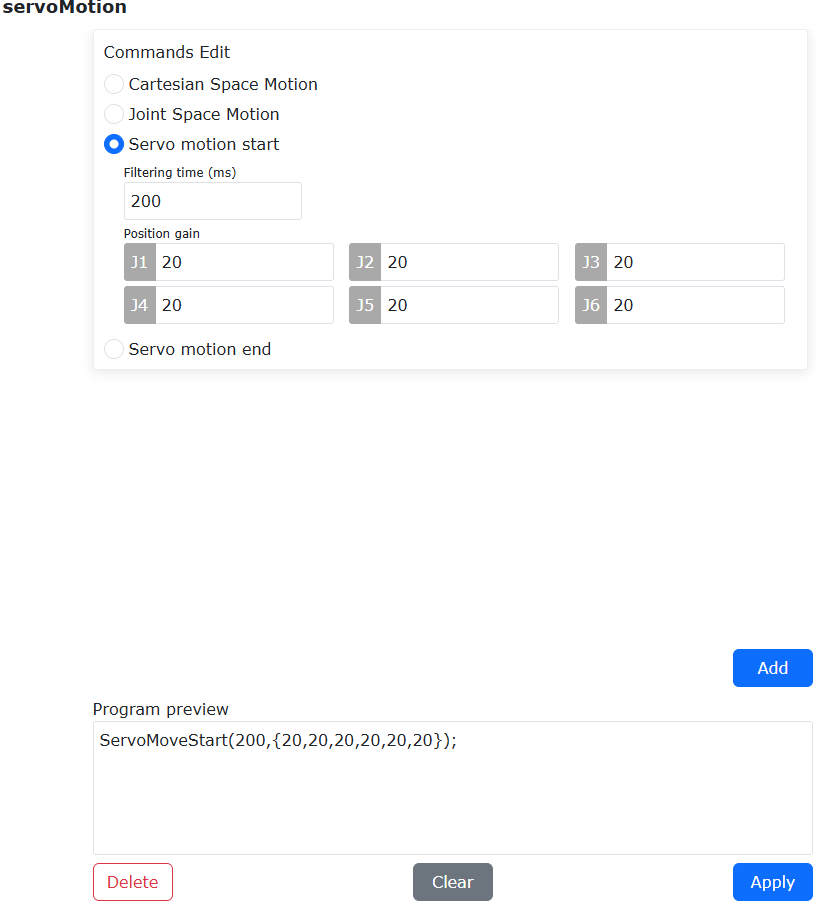 servoMotion
Commands Edit
Cartesian Space Motion
Joint Space Motion
Servo motion start
Filtering time (ms)
200
Position gain
J1 20 J2 20 J3 20
J4 20 J5 20 J6 20
Servo motion end
Add
Program preview
ServoMoveStart(200,{20,20,20,20,20,20});
Delete Clear Apply